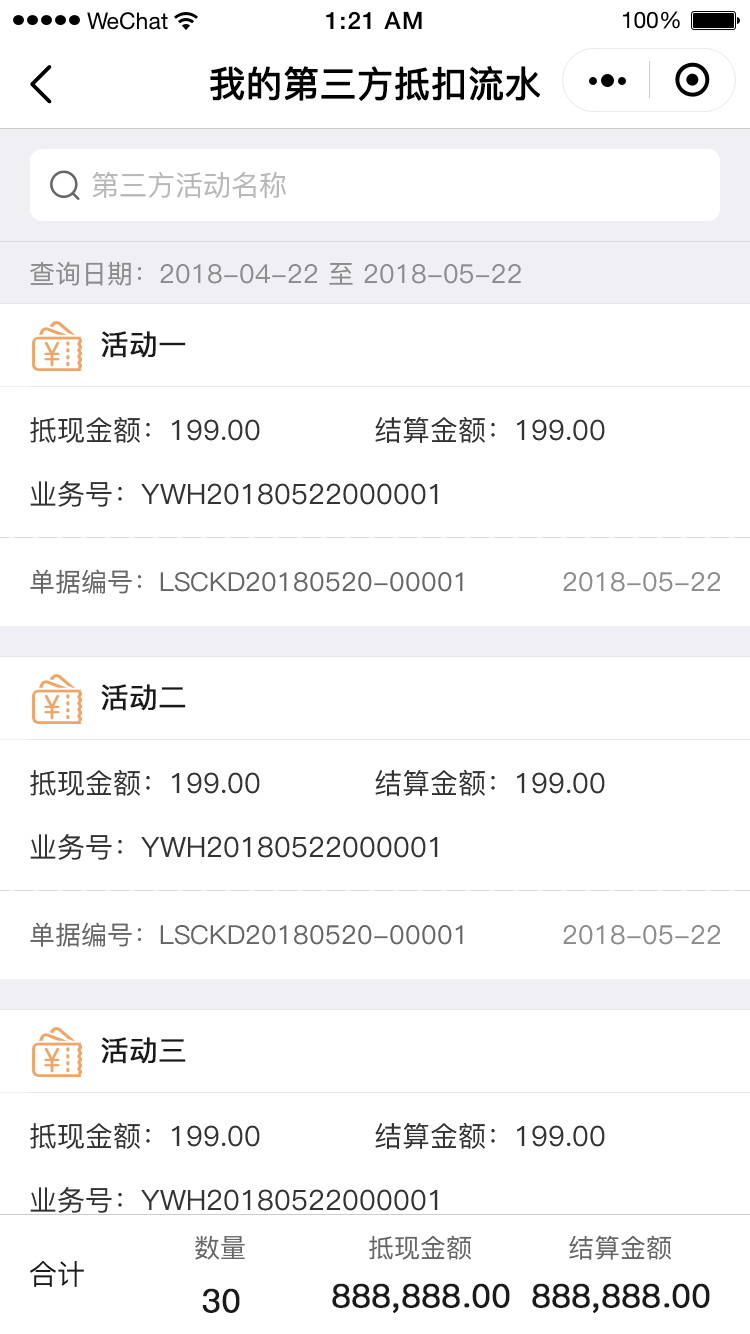 WeChat 1:21 AM 100%
我的第三方抵扣流水
第三方活动名称
查询日期：2018-04-22 至 2018-05-22
活动一
抵现金额：199.00 结算金额：199.00
业务号：YWH20180522000001
单据编号：LSCKD20180520-00001 2018-05-22
活动二
抵现金额：199.00 结算金额：199.00
业务号：YWH20180522000001
单据编号：LSCKD20180520-00001 2018-05-22
活动三
抵现金额：199.00 结算金额：199.00
业务号：YWH20180522000001
数量 抵现金额 结算金额
合计
30 888,888.00 888,888.00